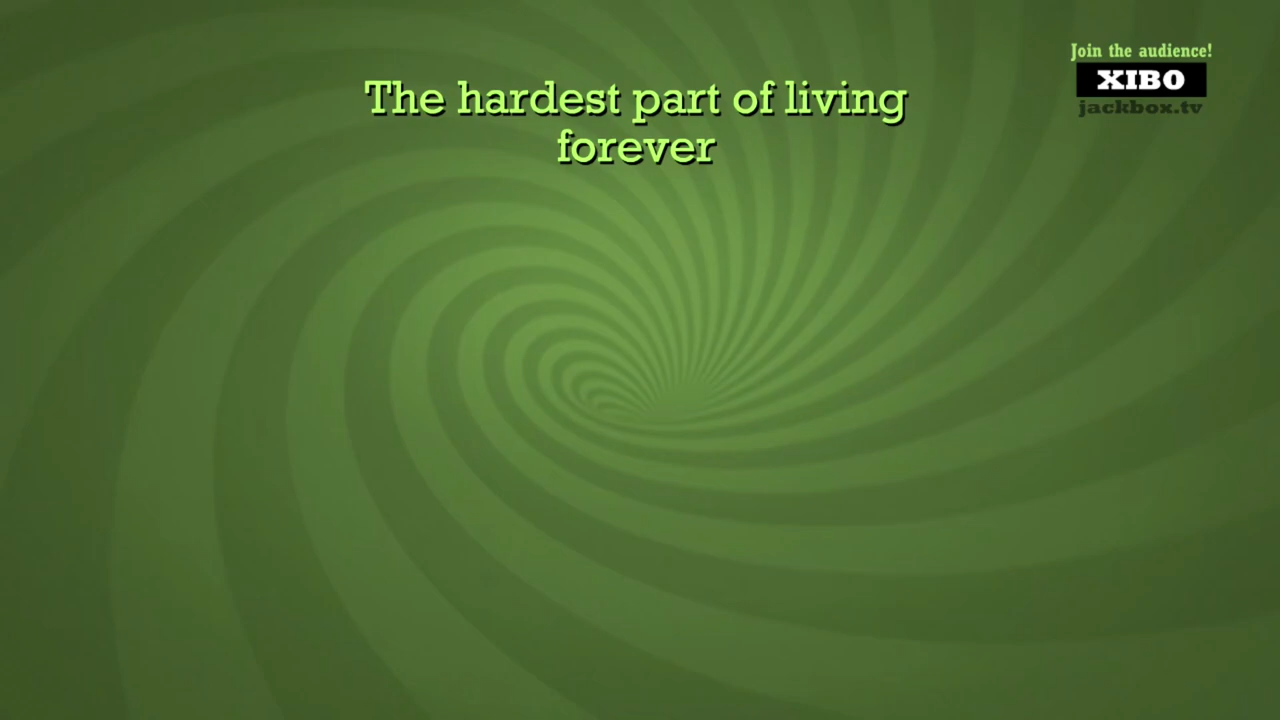 Join the audience!
XIBO
jackbox.tv
The hardest part of living
forever